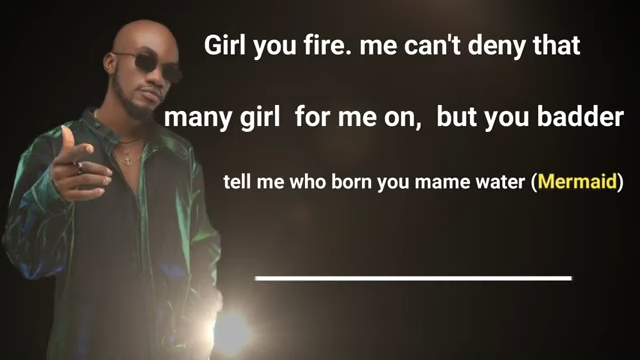 Girl you fire. me can't deny that
many girl for me on, but you badder
tell me who born you mame water (Mermaid)